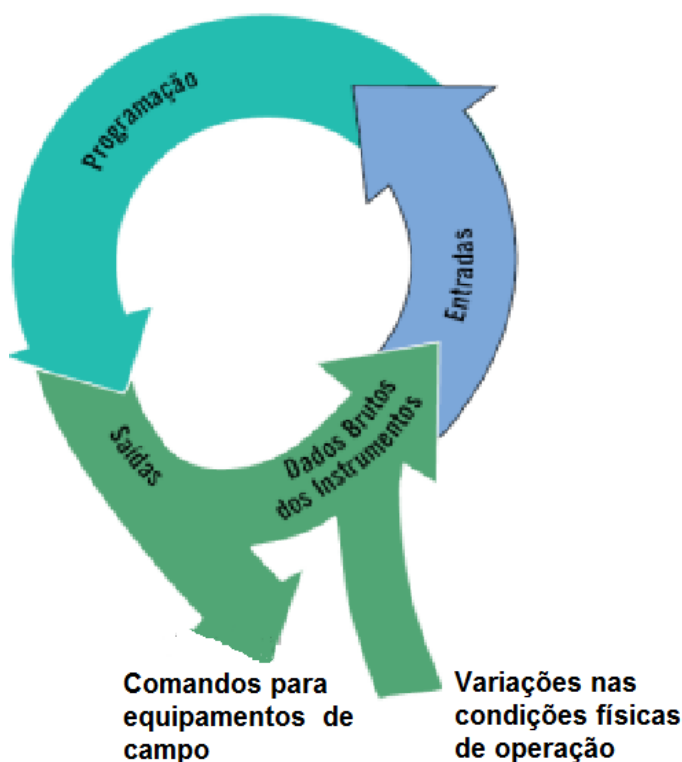 Programação
Entradas
Saídas
Dados Brutos
dos Instrumentos
Comandos para
equipamentos de
campo
Variações nas
condições físicas
de operação